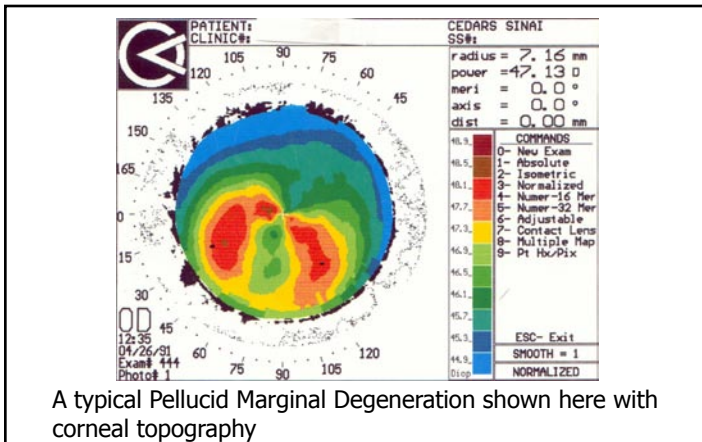 PATIENT:
CLINIC#:
CEDARS SINAI
SS#:
radius = 7.16 mm
power =47.13 D
meri = 0.0 °
axis = 0.0 °
dist = 0.00 mm
135
120
105
90
75
60
45
150
165
0
15
30
45
60
75
90
105
120
OD
12:35
04/26/91
Exam# 444
Photo# 1
48.9
48.5
48.1
47.7
47.3
46.9
46.5
46.1
45.7
45.3
44.9
Diop
COMMANDS
0- New Exam
1- Absolute
2- Isometric
3- Normalized
4- Numer-16 Mer
5- Numer-32 Mer
6- Adjustable
7- Contact Lens
8- Multiple Map
9- Pt Hx/Pix
ESC- Exit
SMOOTH = 1
NORMALIZED
A typical Pellucid Marginal Degeneration shown here with
corneal topography